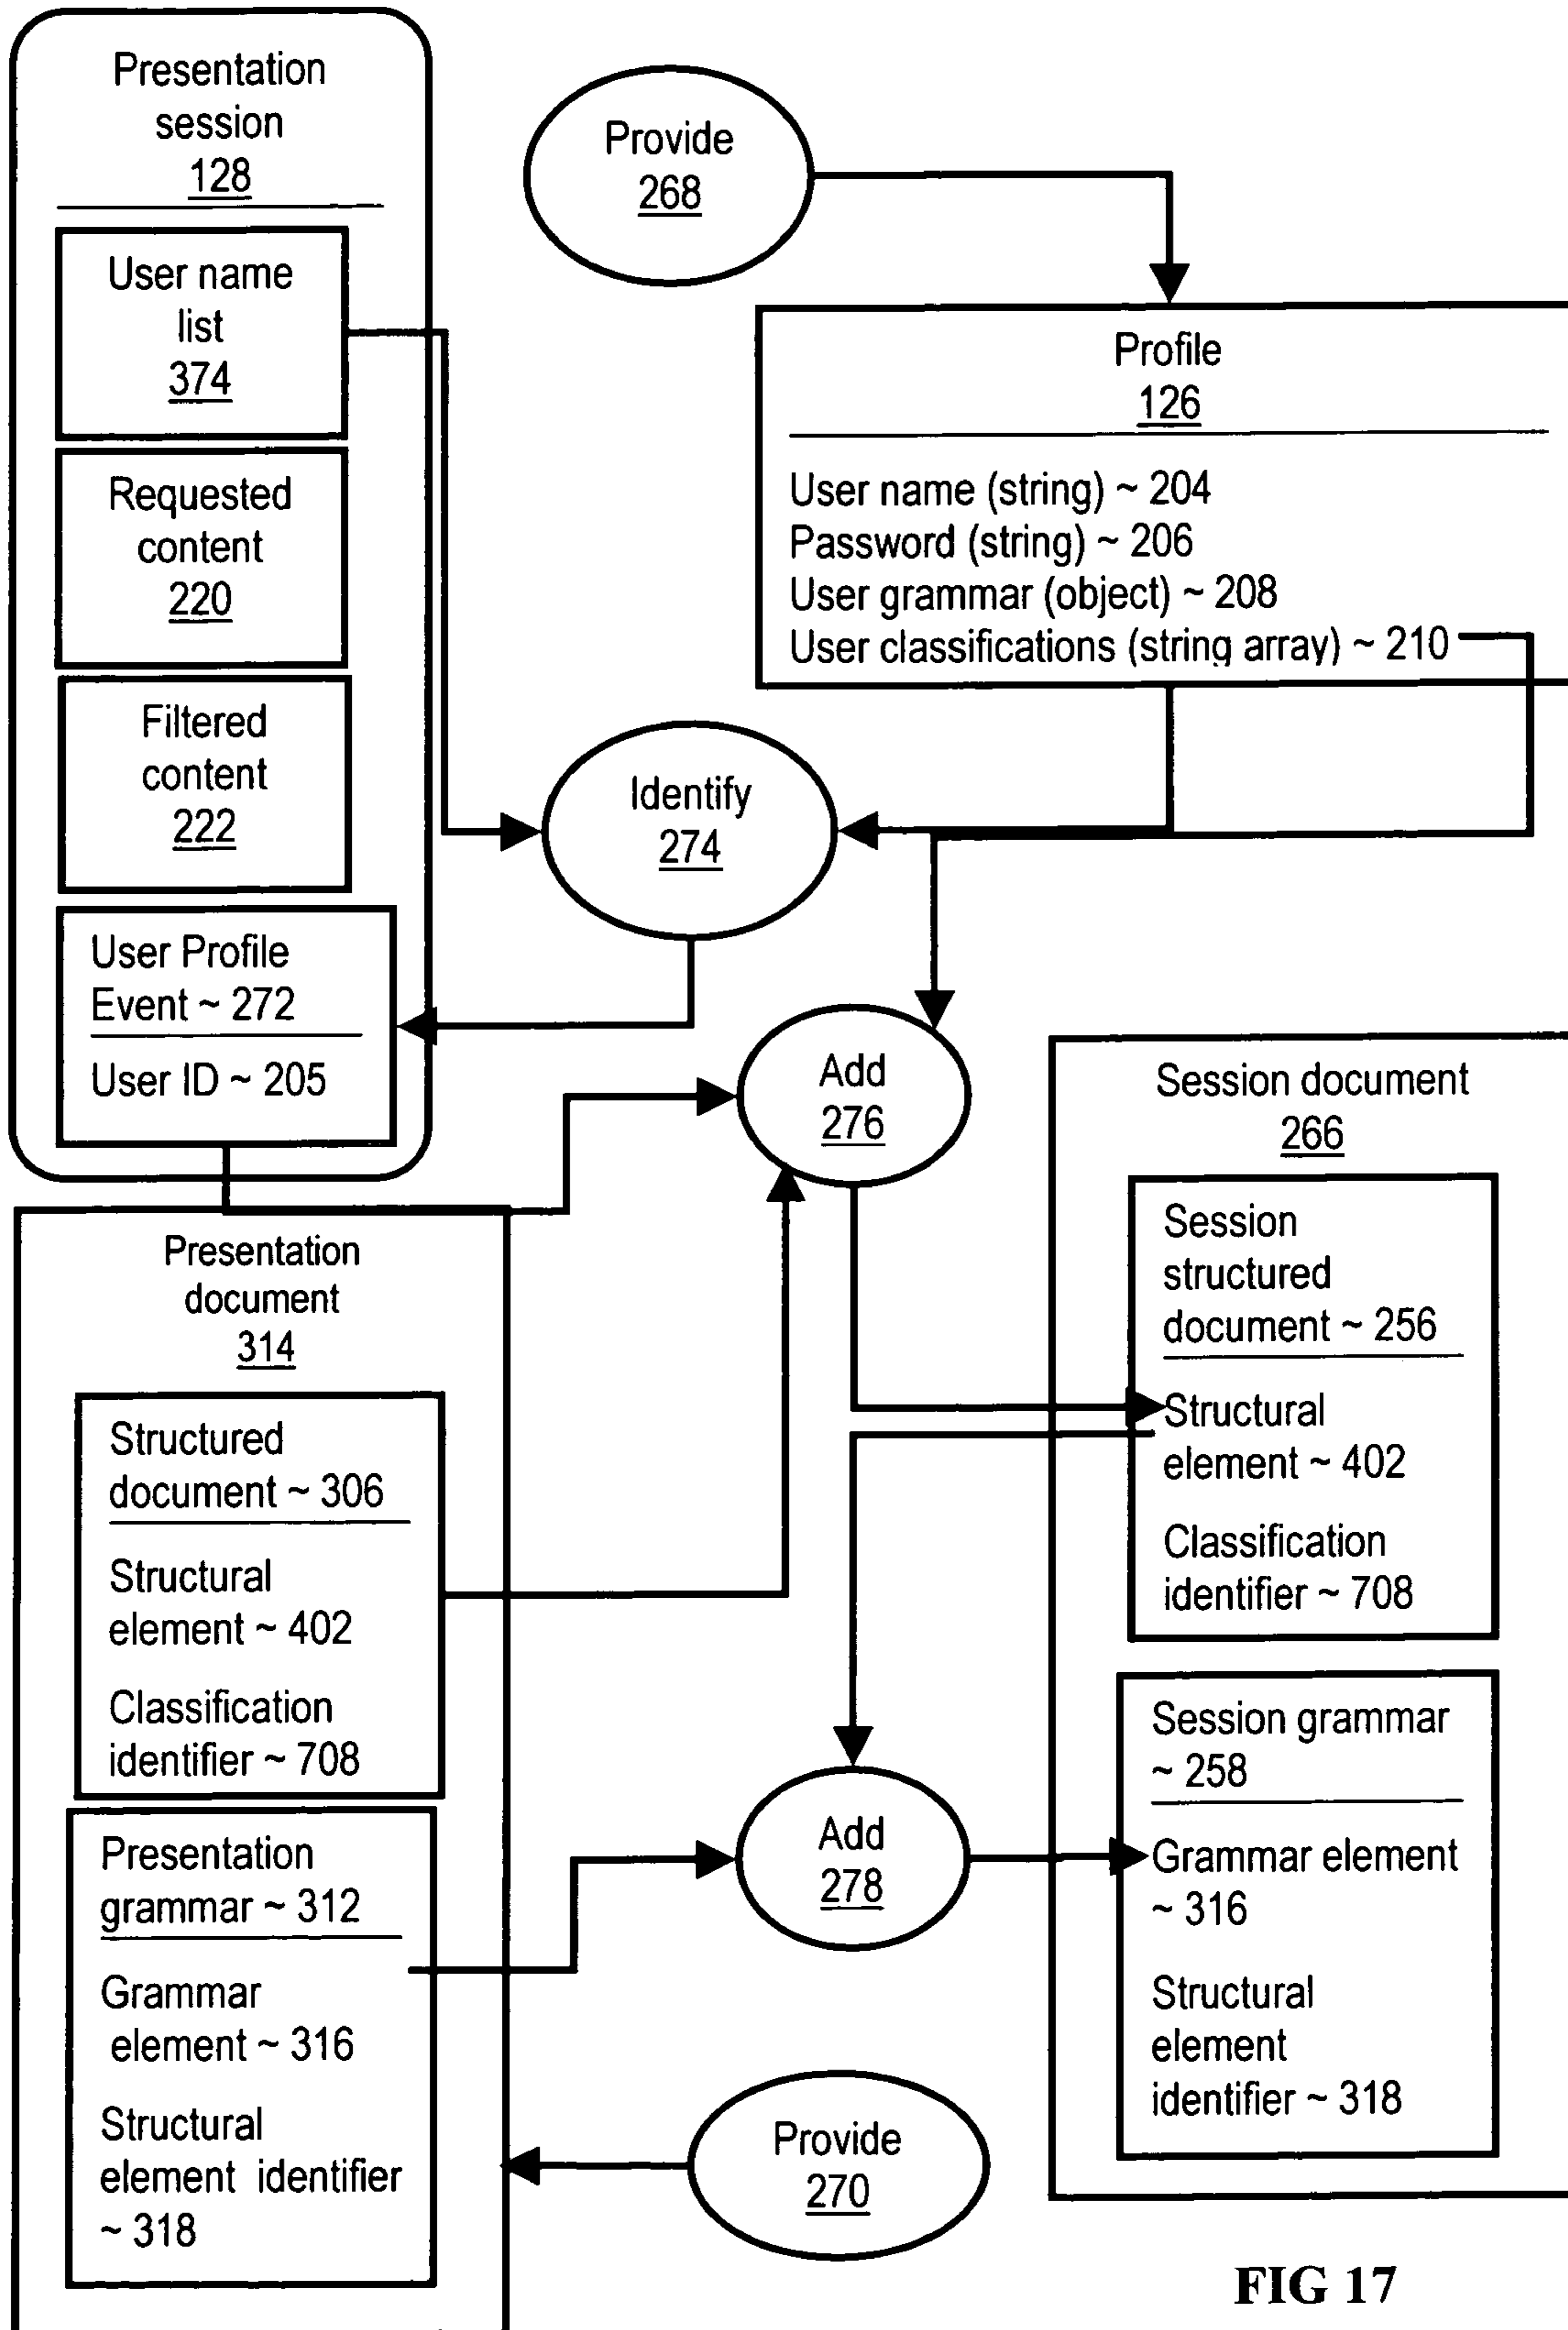 Presentation
session
128
User name
list
374
Requested
content
220
Filtered
content
222
User Profile
Event ~ 272
User ID ~ 205
Provide
268
Profile
126
User name (string) ~ 204
Password (string) ~ 206
User grammar (object) ~ 208
User classifications (string array) ~ 210
Identify
274
Add
276
Presentation
document
314
Structured
document ~ 306
Structural
element ~ 402
Classification
identifier ~ 708
Presentation
grammar ~ 312
Grammar
element ~ 316
Structural
element identifier
~ 318
Add
278
Provide
270
Session document
266
Session
structured
document ~ 256
Structural
element ~ 402
Classification
identifier ~ 708
Session grammar
~ 258
Grammar element
~ 316
Structural
element
identifier ~ 318
FIG 17